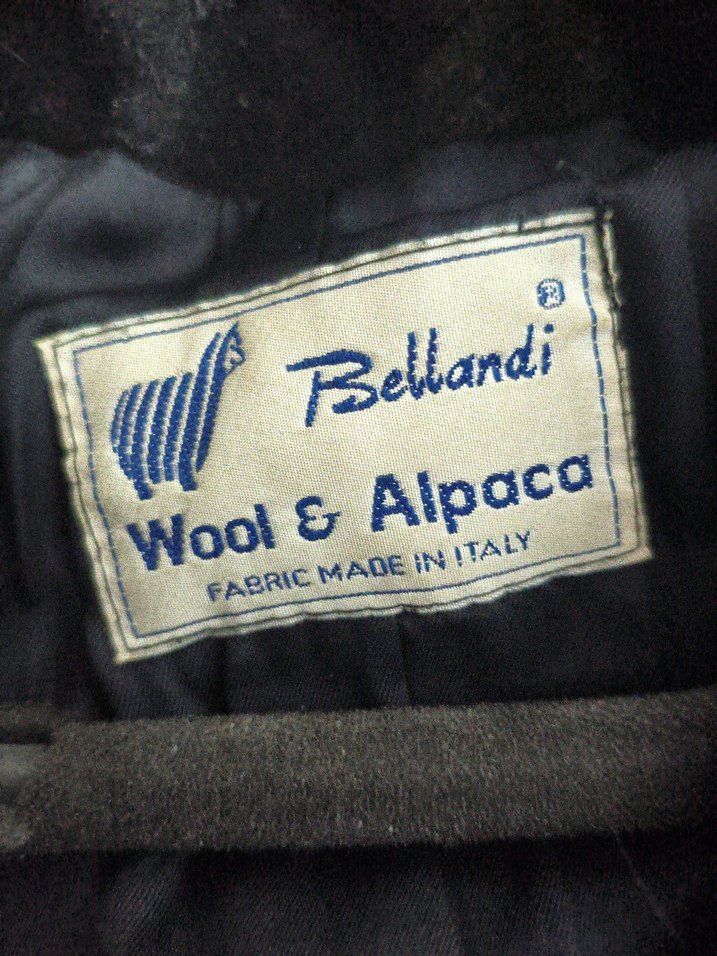 ®
Bellandi
Wool & Alpaca
FABRIC MADE IN ITALY